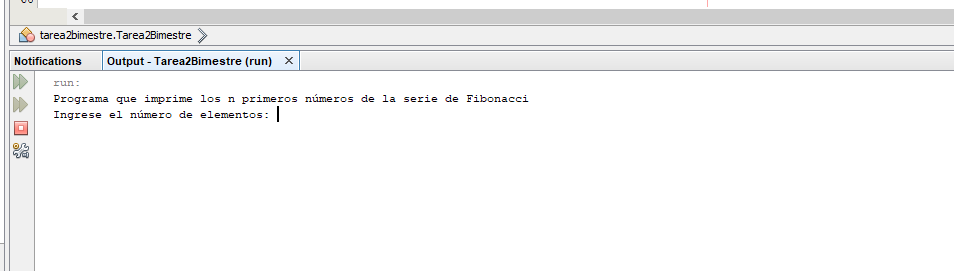 tarea2bimestre.Tarea2Bimestre
Notifications
Output - Tarea2Bimestre (run)
run:
Programa que imprime los n primeros números de la serie de Fibonacci
Ingrese el número de elementos: